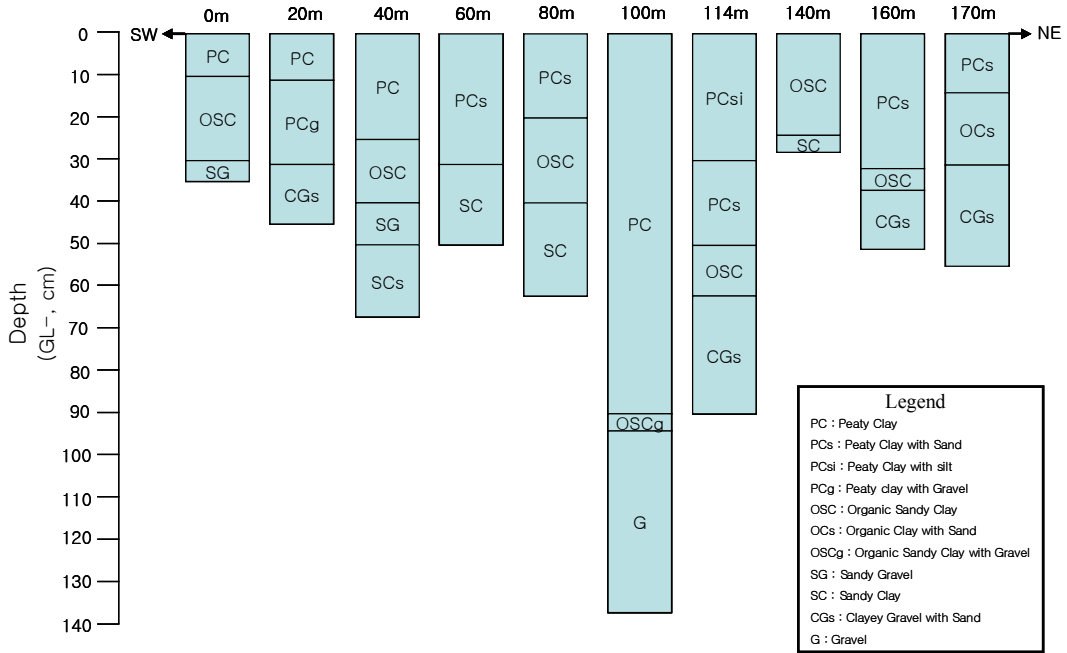 0m 20m 40m 60m 80m 100m 114m 140m 160m 170m
SW NE
Depth
(GL-, cm)
0
10
20
30
40
50
60
70
80
90
100
110
120
130
140
PC
OSC
SG
PC
PCg
CGs
PC
OSC
SG
SCs
PCs
SC
PCs
OSC
SC
PC
OSCg
G
PCsi
PCs
OSC
CGs
OSC
SC
PCs
OSC
CGs
PCs
OCs
CGs
Legend
PC : Peaty Clay
PCs : Peaty Clay with Sand
PCsi : Peaty Clay with silt
PCg : Peaty clay with Gravel
OSC : Organic Sandy Clay
OCs : Organic Clay with Sand
OSCg : Organic Sandy Clay with Gravel
SG : Sandy Gravel
SC : Sandy Clay
CGs : Clayey Gravel with Sand
G : Gravel